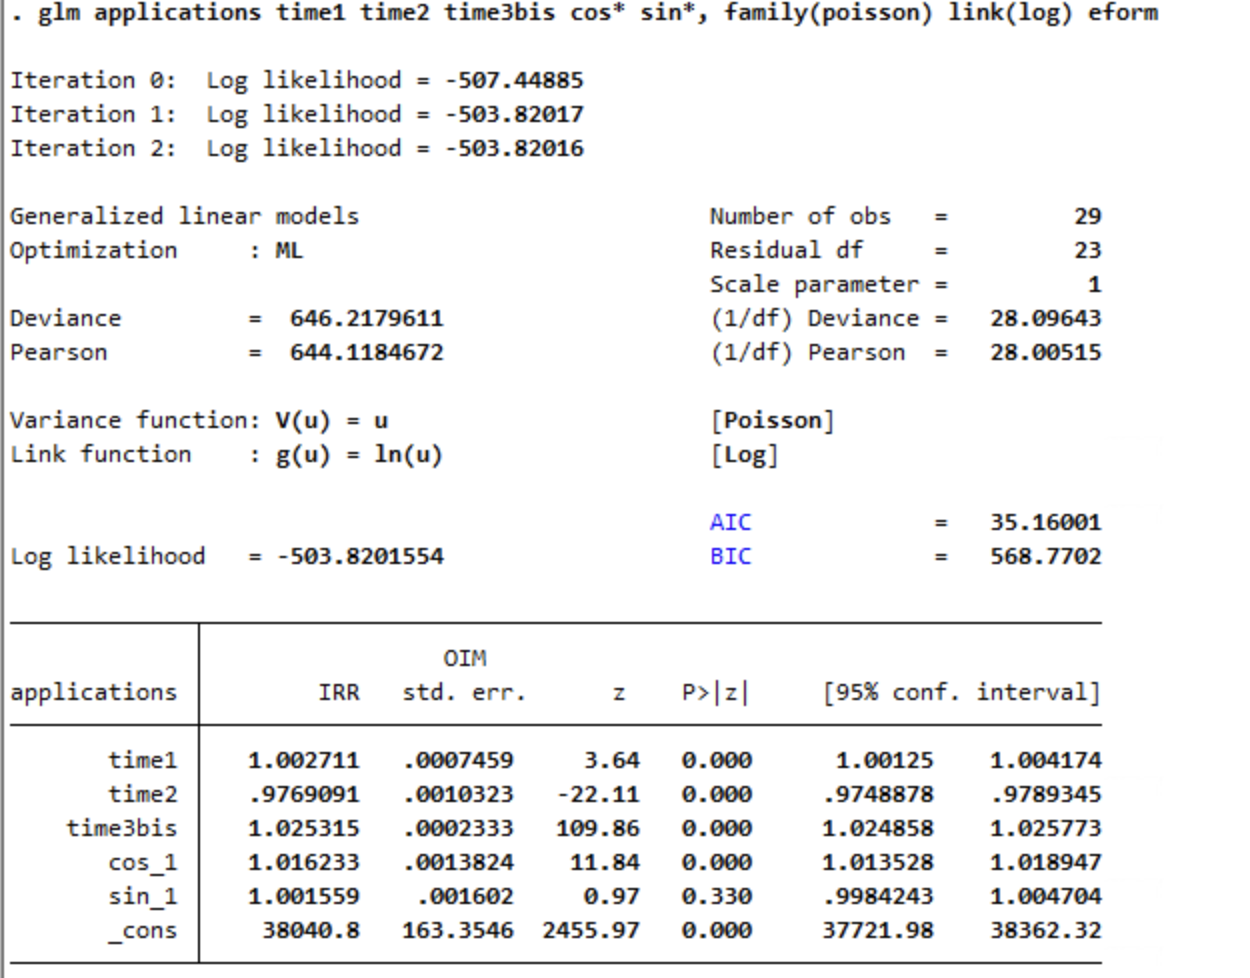 . glm applications time1 time2 time3bis cos* sin*, family(poisson) link(log) eform
Iteration 0:  Log likelihood = -507.44885
Iteration 1:  Log likelihood = -503.82017
Iteration 2:  Log likelihood = -503.82016
Generalized linear models                         Number of obs   =         29
Optimization     : ML                             Residual df     =         23
                                                  Scale parameter =          1
Deviance         =  646.2179611                   (1/df) Deviance =   28.09643
Pearson          =  644.1184672                   (1/df) Pearson  =   28.00515
Variance function: V(u) = u                       [Poisson]
Link function    : g(u) = ln(u)                   [Log]
                                                  AIC             =   35.16001
Log likelihood   = -503.8201554                   BIC             =   568.7702
                               OIM
applications          IRR   std. err.      z    P>|z|     [95% conf. interval]
time1    1.002711   .0007459     3.64   0.000      1.00125    1.004174
time2    .9769091   .0010323   -22.11   0.000     .9748878    .9789345
time3bis    1.025315   .0002333   109.86   0.000     1.024858    1.025773
cos_1    1.016233   .0013824    11.84   0.000     1.013528    1.018947
sin_1    1.001559    .001602     0.97   0.330     .9984243    1.004704
_cons     38040.8   163.3546  2455.97   0.000     37721.98    38362.32